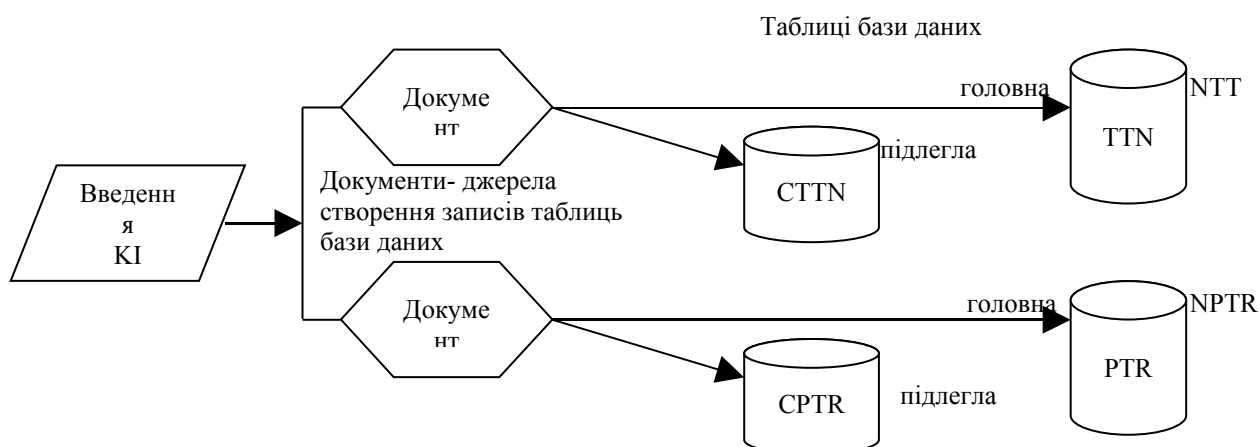 Таблиці бази даних
Докуме
нт
головна
NTT
TTN
підлегла
CTTN
Введенн
я
КІ
Документи- джерела
створення записів таблиць
бази даних
Докуме
нт
головна
NPTR
PTR
CPTR
підлегла